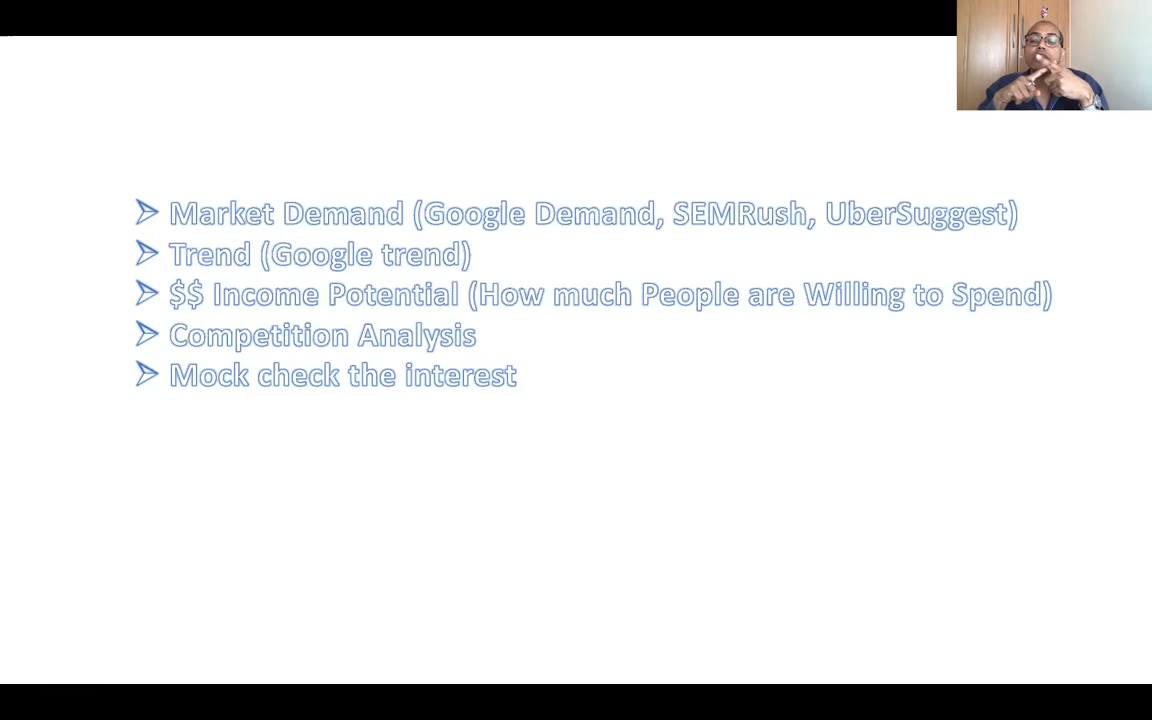 Market Demand (Google Demand, SEMRush, UberSuggest)
Trend (Google trend)
$$ Income Potential (How much People are Willing to Spend)
Competition Analysis
Mock check the interest